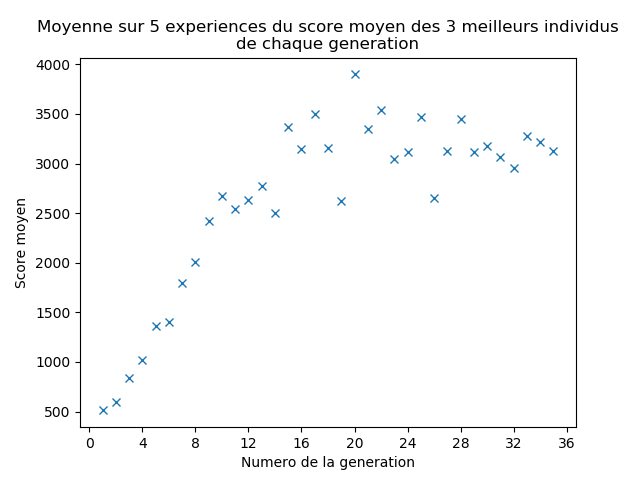 Moyenne sur 5 experiences du score moyen des 3 meilleurs individus
de chaque generation
4000
3500
3000
2500
2000
1500
1000
500
Score moyen
0 4 8 12 16 20 24 28 32 36
Numero de la generation